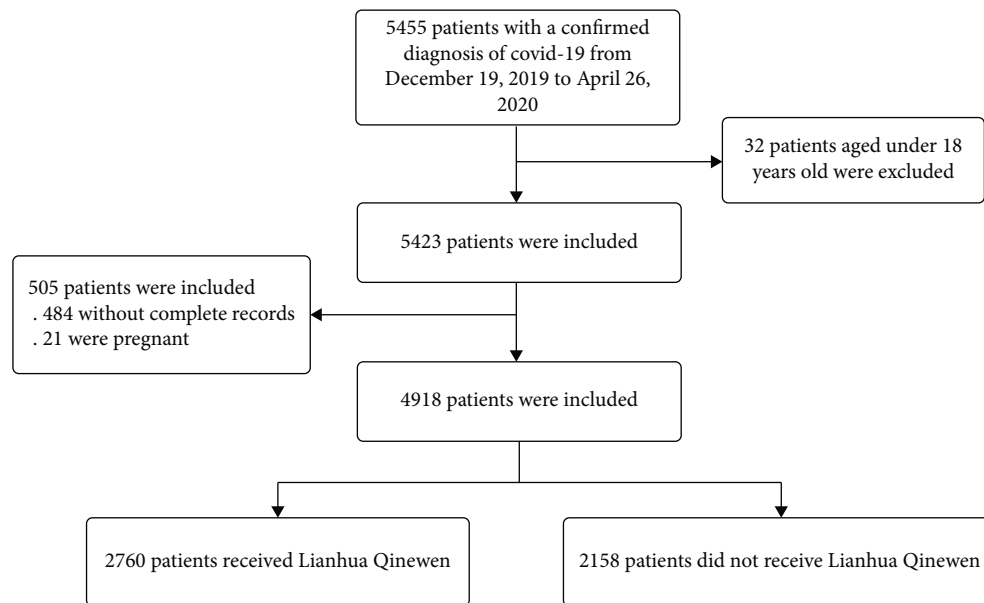 5455 patients with a confirmed
diagnosis of covid-19 from
December 19, 2019 to April 26,
2020
32 patients aged under 18
years old were excluded
5423 patients were included
505 patients were included
. 484 without complete records
. 21 were pregnant
4918 patients were included
2760 patients received Lianhua Qinewen
2158 patients did not receive Lianhua Qinewen